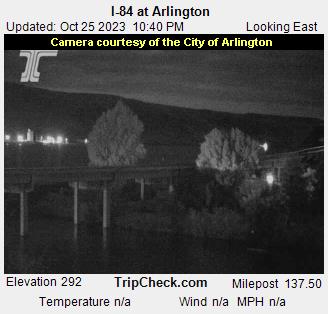 I-84 at Arlington
Updated: Oct 25 2023 10:40 PM Looking East
Camera courtesy of the City of Arlington
Elevation 292 TripCheck.com Milepost 137.50
Temperature n/a Wind n/a MPH n/a